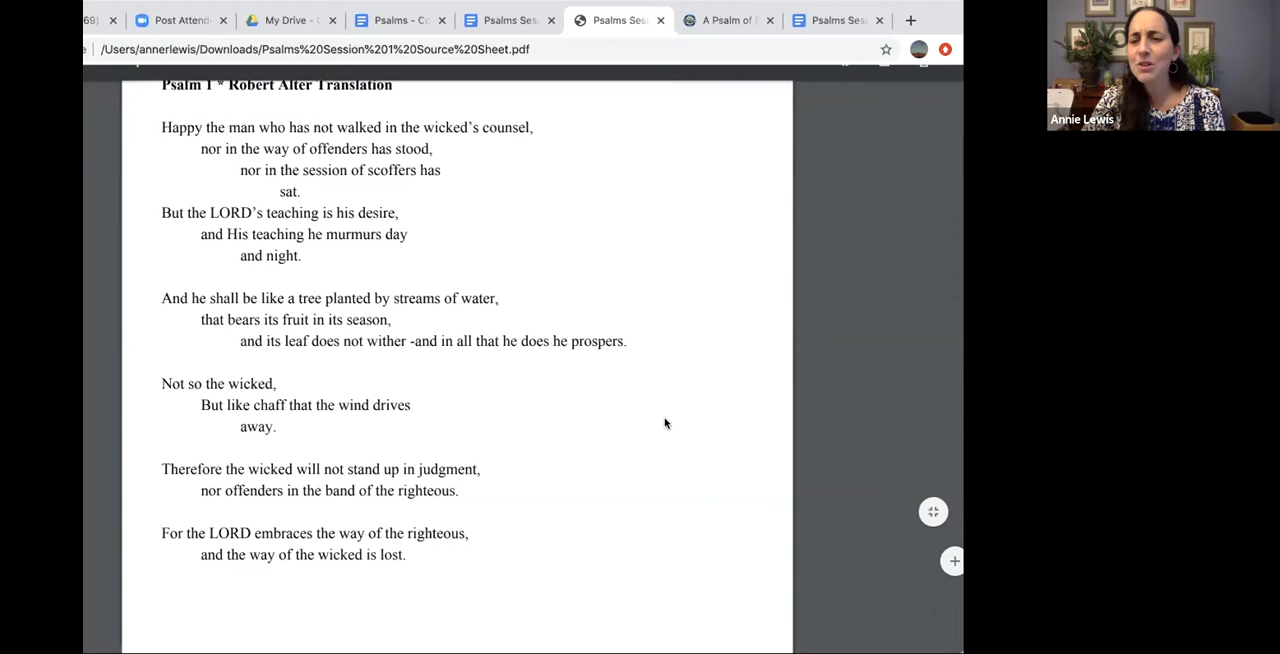 69)
Post Attend
My Drive -
Psalms - Co
Psalms Ses
Psalms Ses
A Psalm of
Psalms Ses
/Users/annerlewis/Downloads/Psalms%20Session%201%20Source%20Sheet.pdf
Annie Lewis
Psalm 1 * Robert Alter Translation
Happy the man who has not walked in the wicked's counsel,
nor in the way of offenders has stood,
nor in the session of scoffers has
sat.
But the LORD's teaching is his desire,
and His teaching he murmurs day
and night.
And he shall be like a tree planted by streams of water,
that bears its fruit in its season,
and its leaf does not wither -and in all that he does he prospers.
Not so the wicked,
But like chaff that the wind drives
away.
Therefore the wicked will not stand up in judgment,
nor offenders in the band of the righteous.
For the LORD embraces the way of the righteous,
and the way of the wicked is lost.